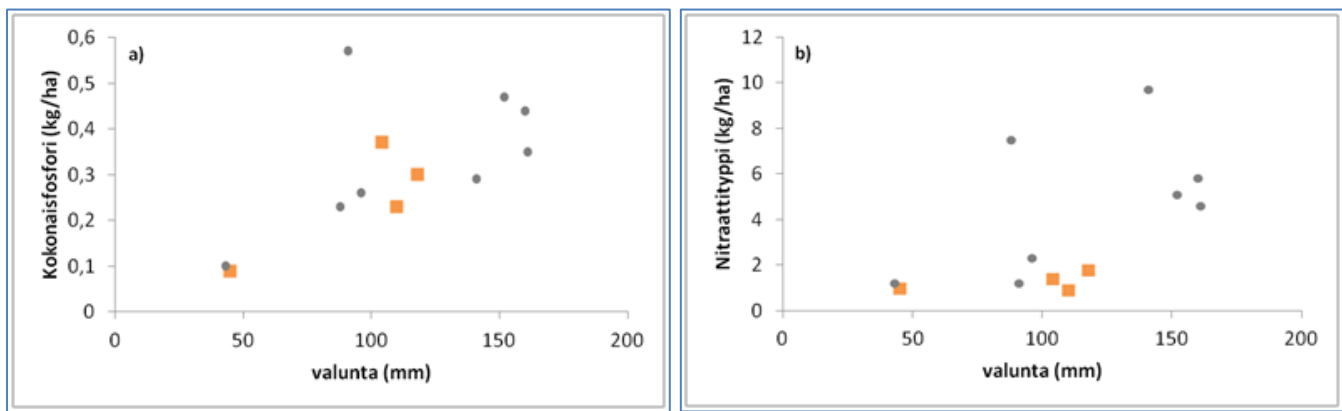 a)
Kokonaisfosfori (kg/ha)
0,6
0,5
0,4
0,3
0,2
0,1
0
0 50 100 150 200
valunta (mm)
b)
Nitraattityppi (kg/ha)
12
10
8
6
4
2
0
0 50 100 150 200
valunta (mm)